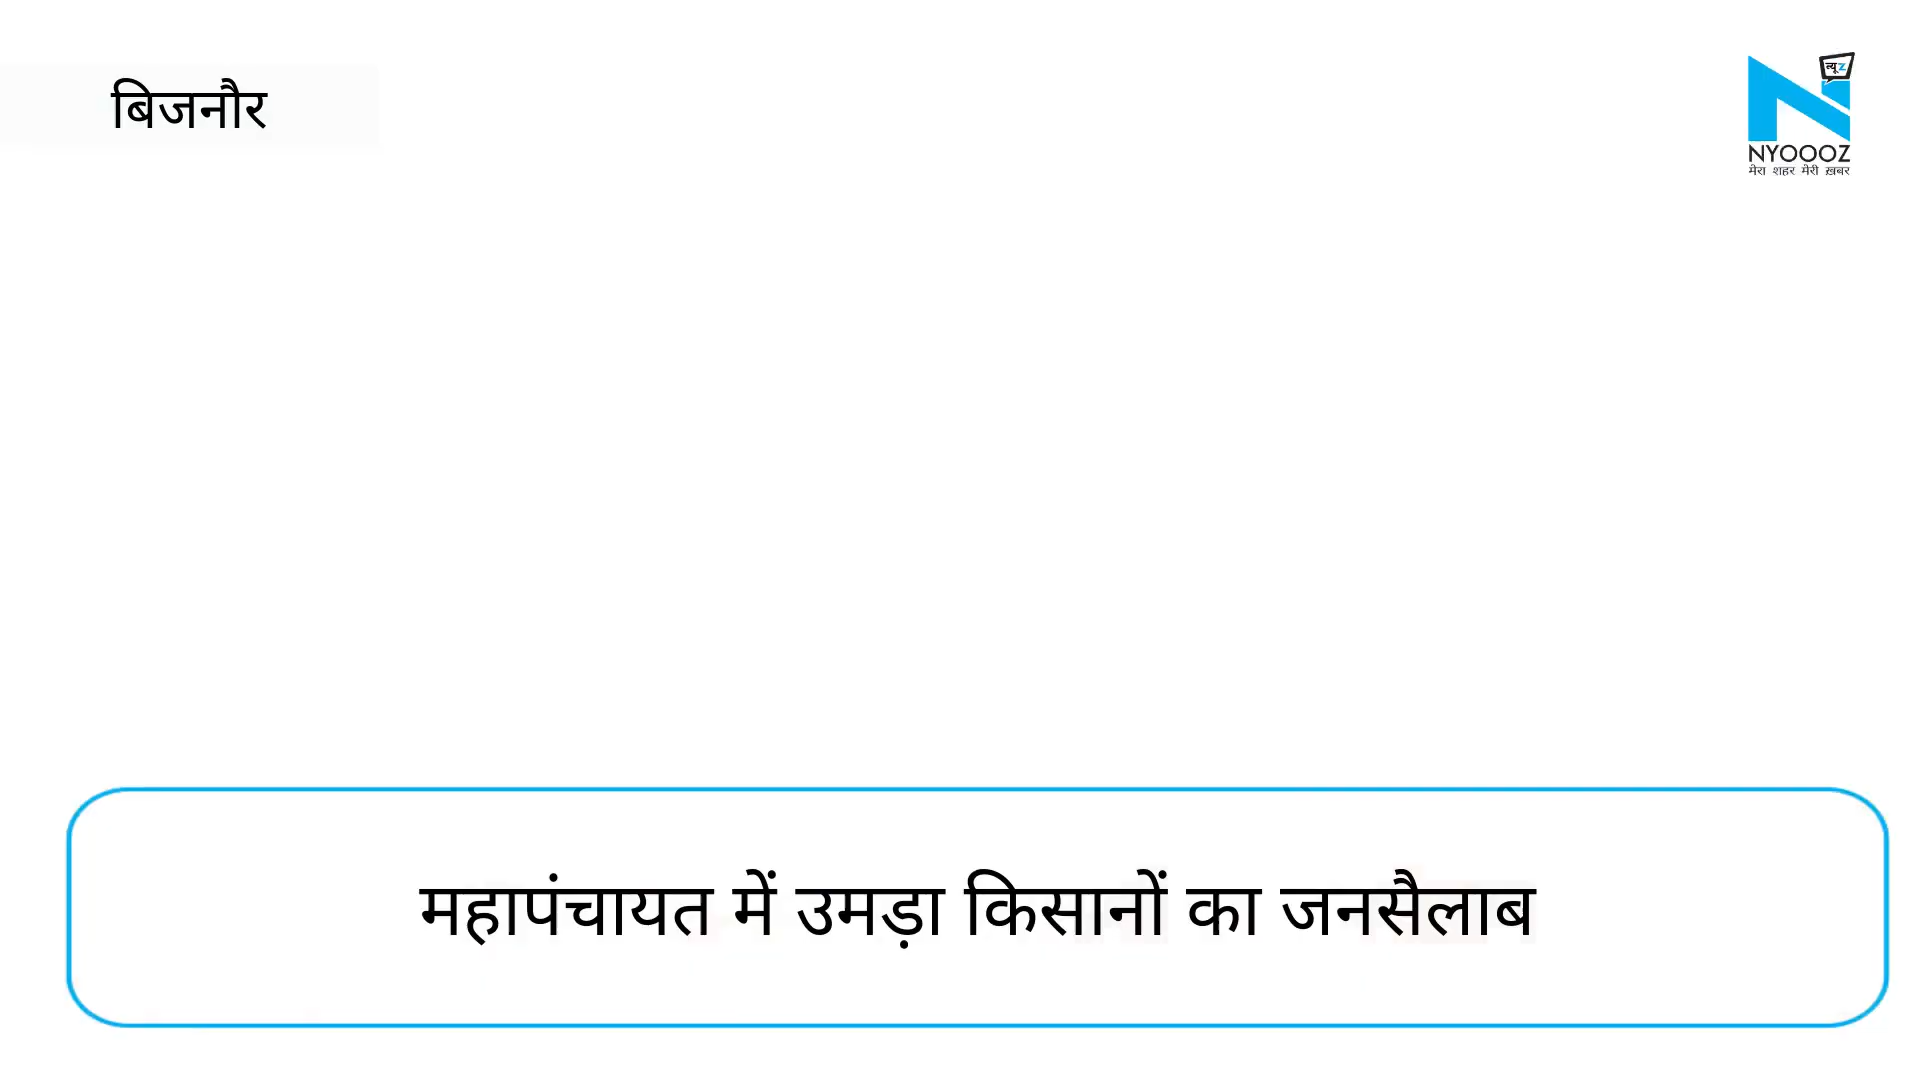 बिजनौर
न्यूz
NYOOOZ
मेरा शहर मेरी ख़बर
महापंचायत में उमड़ा किसानों का जनसैलाब